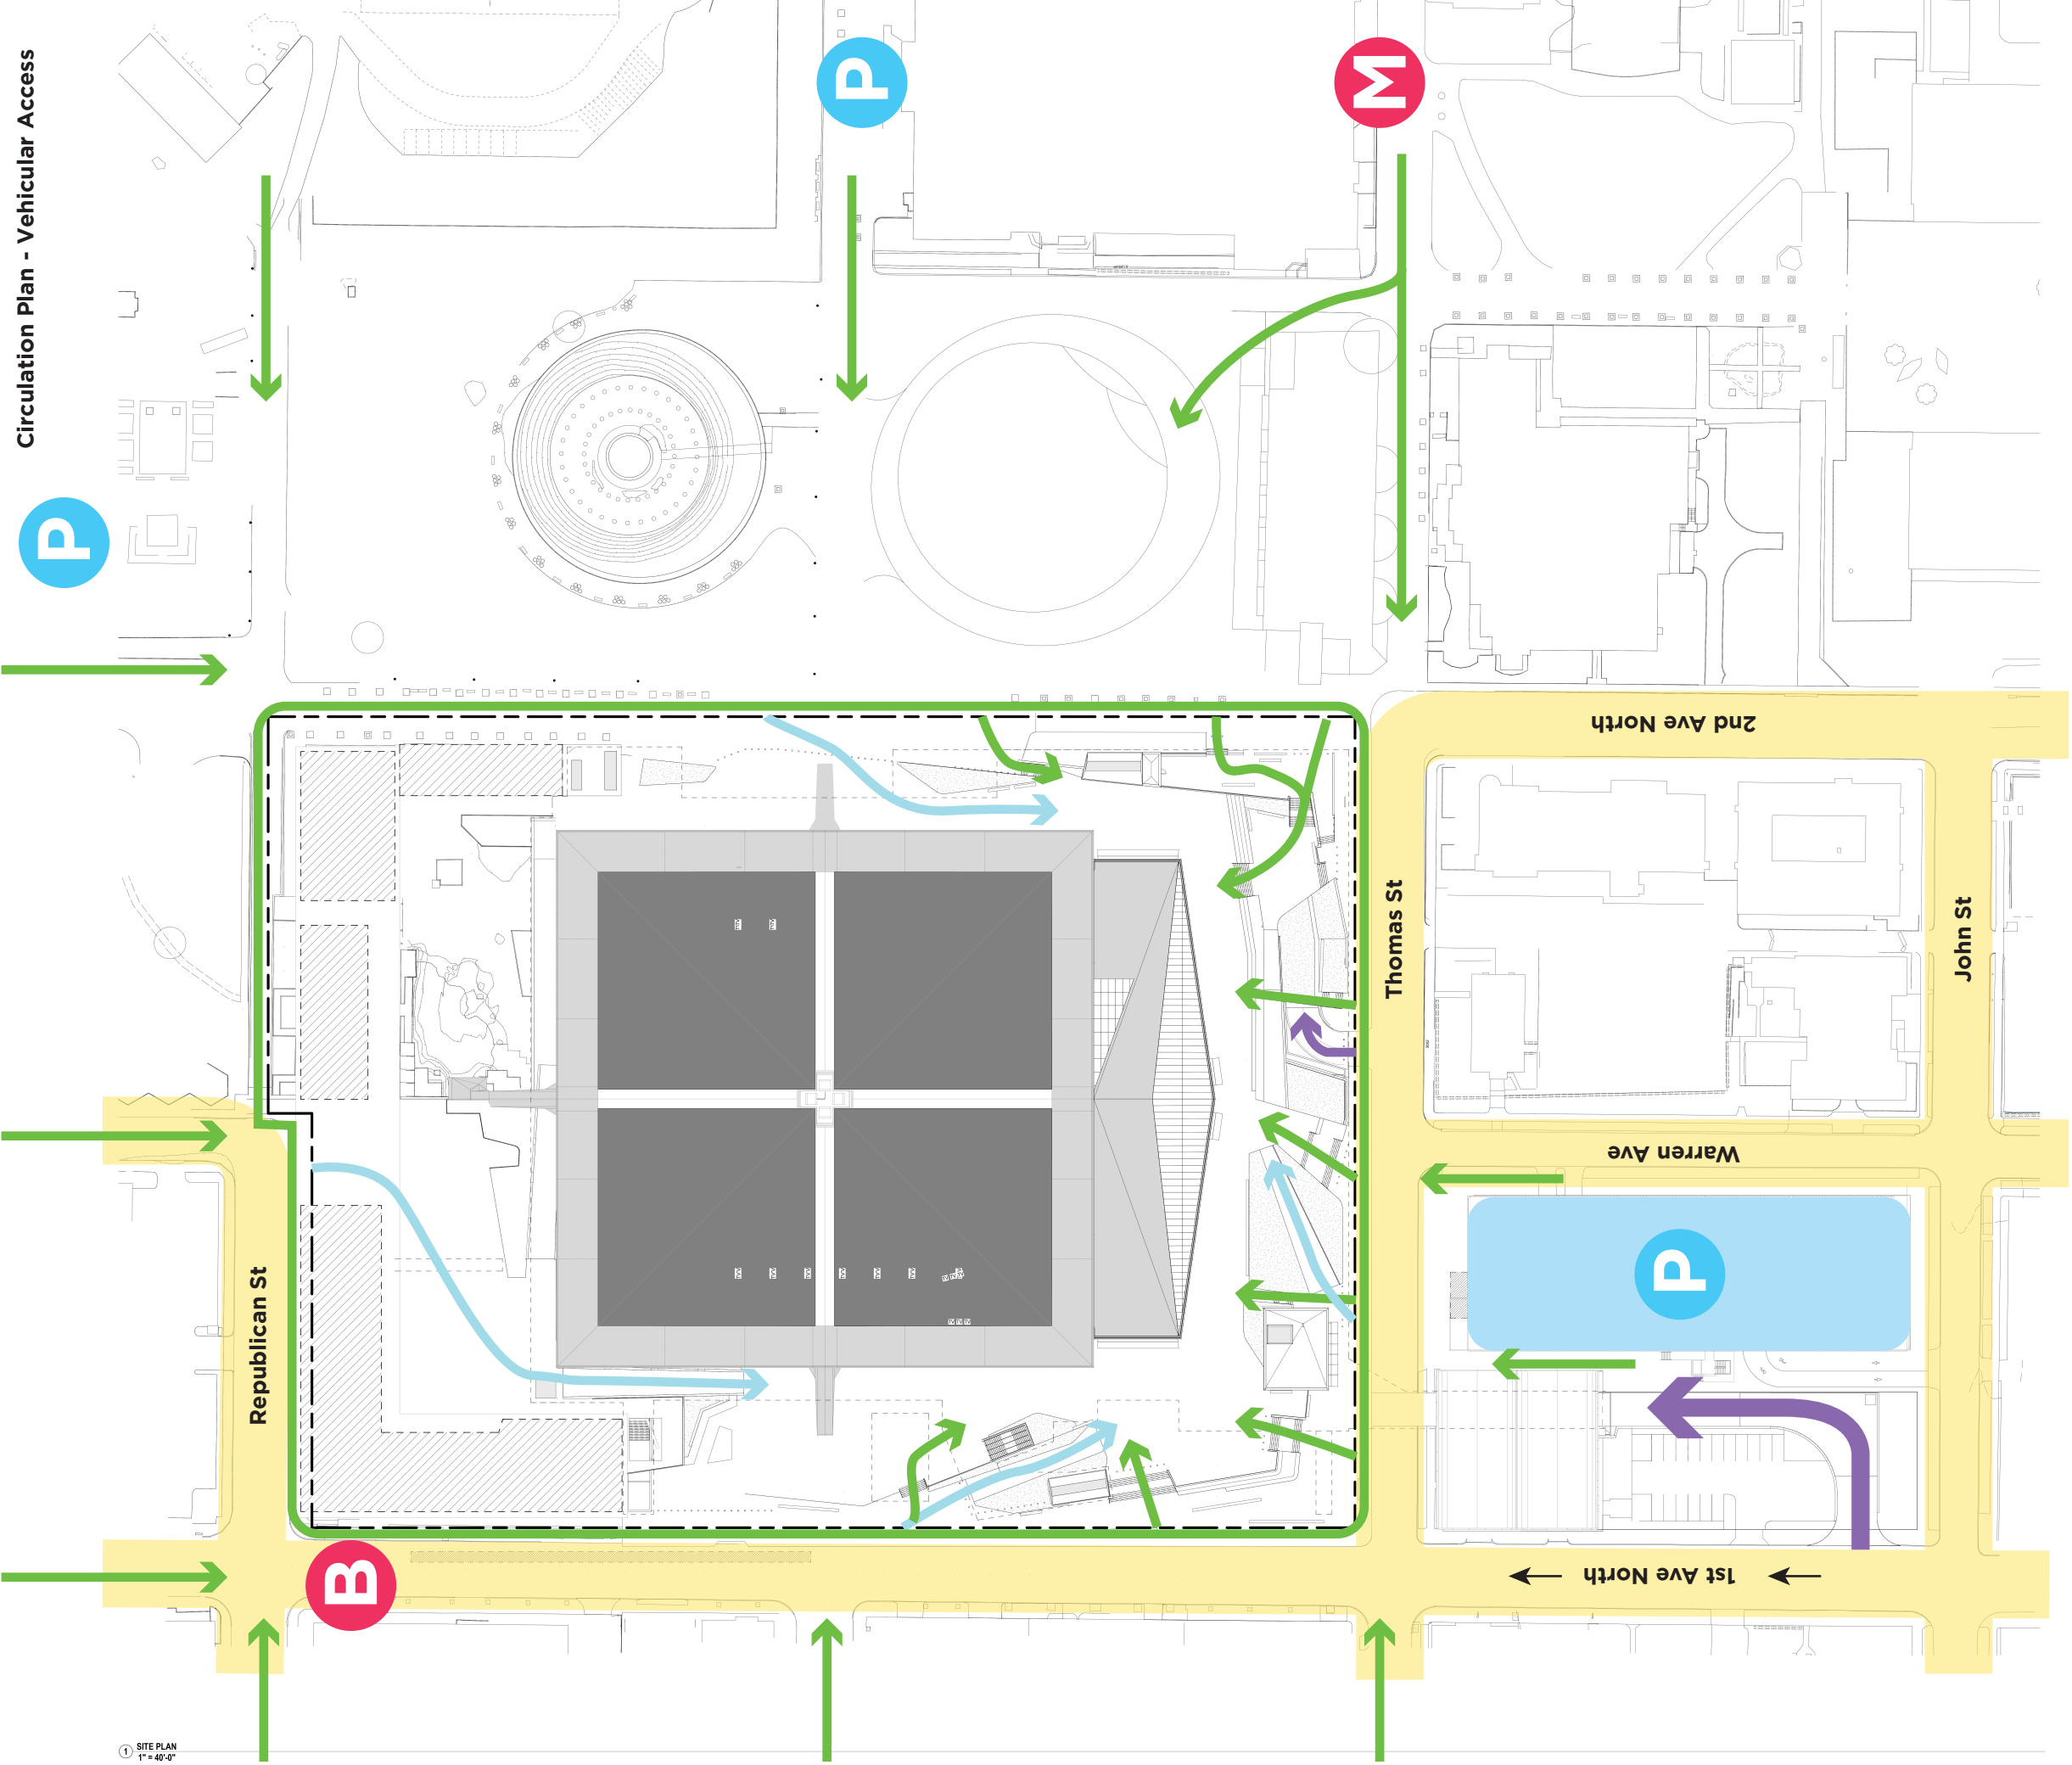 Circulation Plan - Vehicular Access
P
M
P
2nd Ave North
Thomas St
John St
Warren Ave
P
Republican St
B
1st Ave North
1 SITE PLAN
1" = 40'-0"